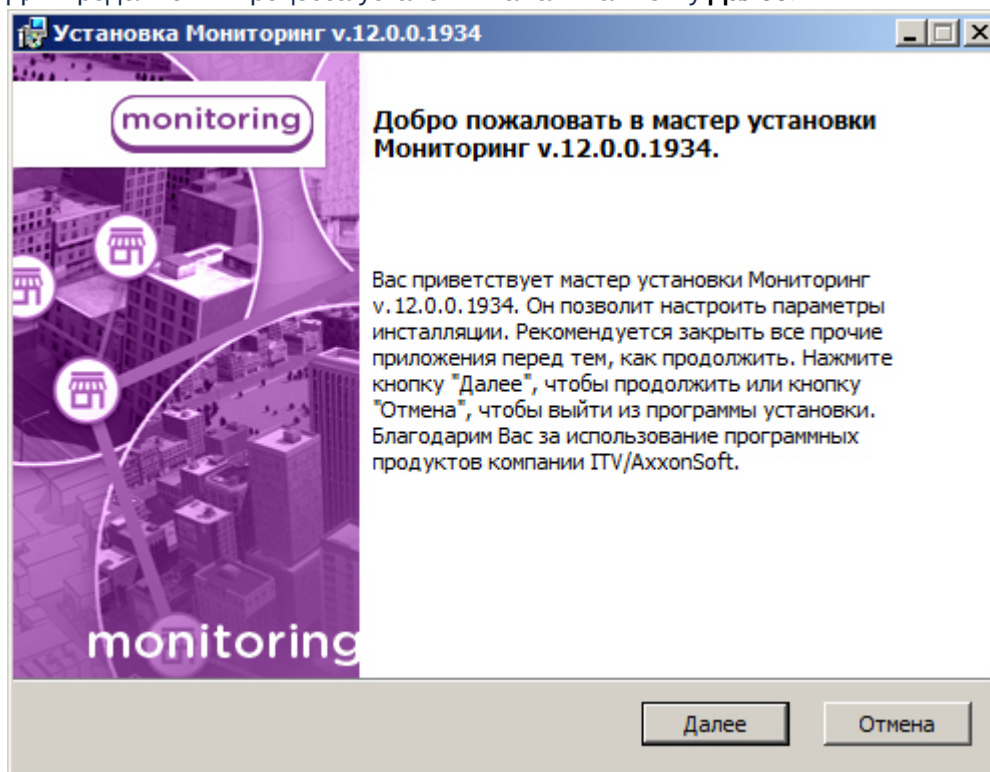 Установка Мониторинг v.12.0.0.1934
monitoring
Добро пожаловать в мастер установки
Мониторинг v.12.0.0.1934.
Вас приветствует мастер установки Мониторинг
v.12.0.0.1934. Он позволит настроить параметры
инсталляции. Рекомендуется закрыть все прочие
приложения перед тем, как продолжить. Нажмите
кнопку "Далее", чтобы продолжить или кнопку
"Отмена", чтобы выйти из программы установки.
Благодарим Вас за использование программных
продуктов компании ITV/AxxonSoft.
monitoring
Далее
Отмена